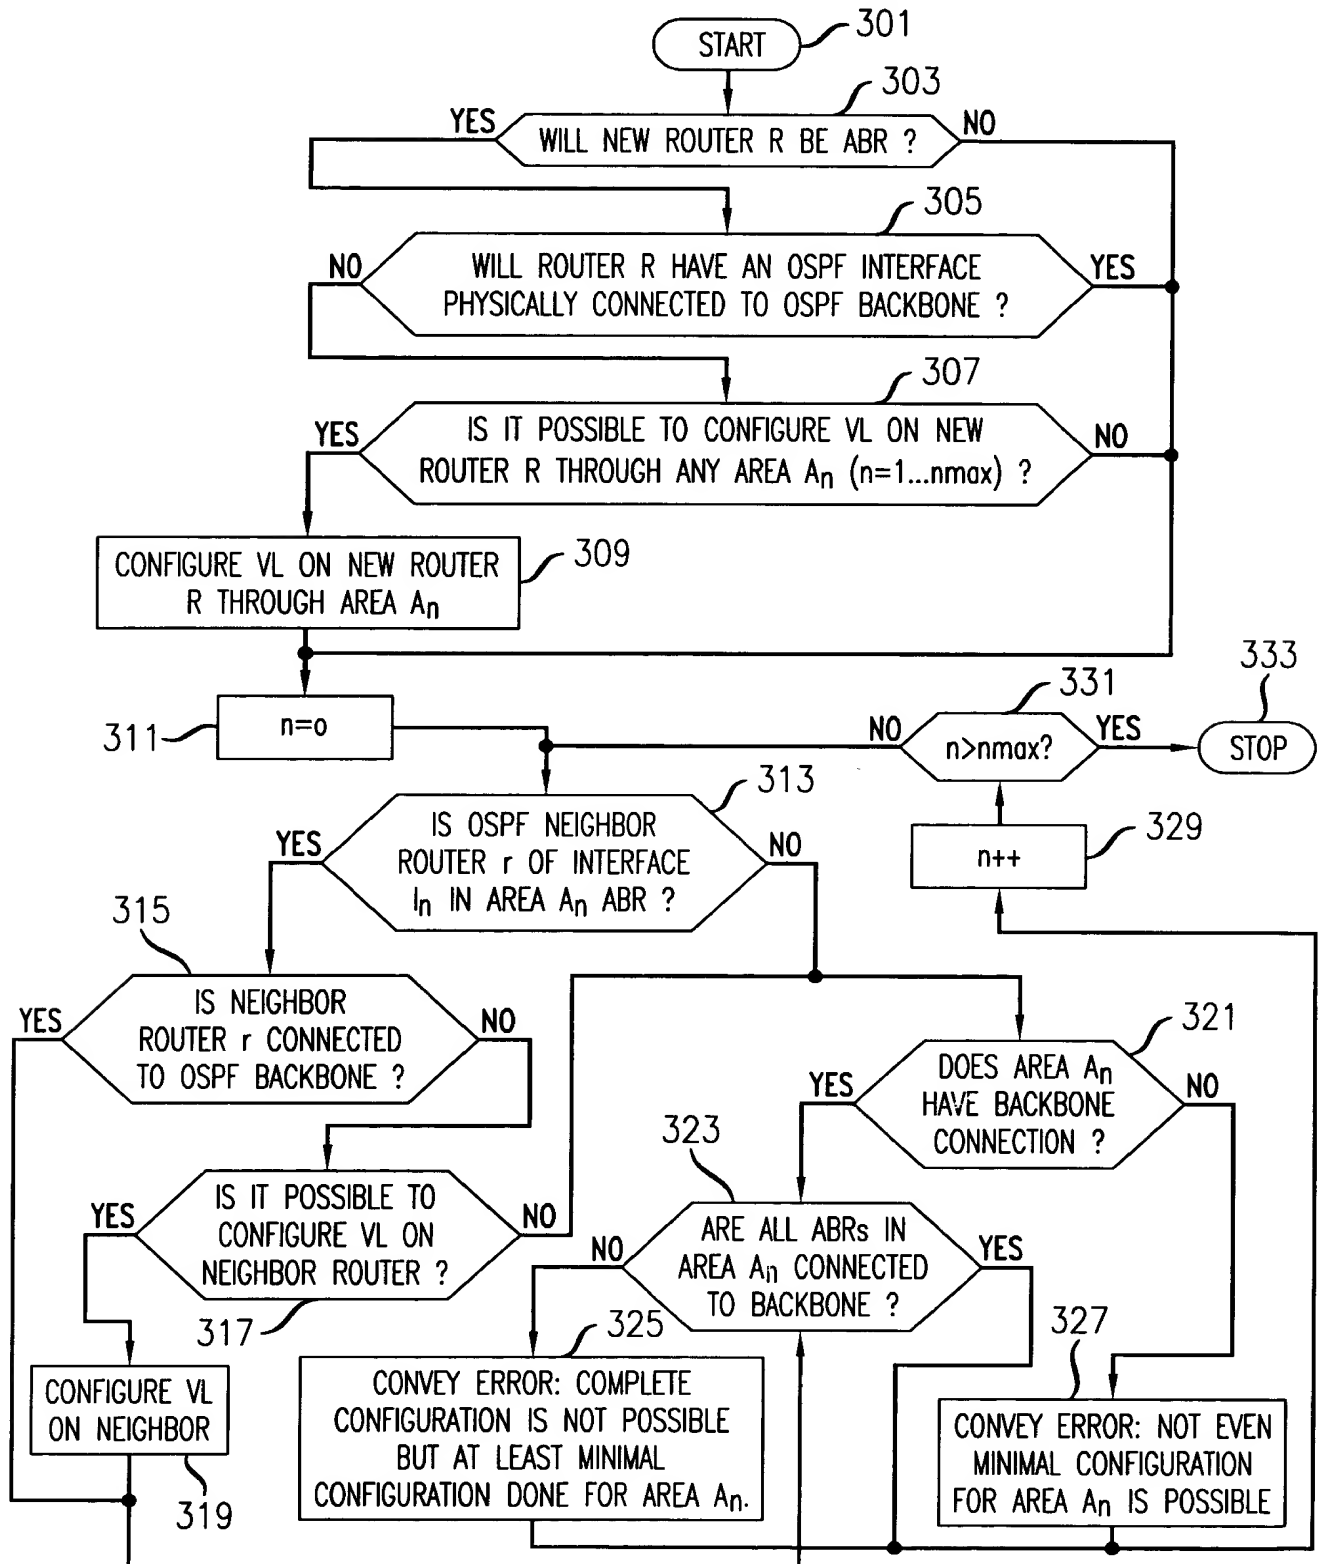 301
START
303
YES
WILL NEW ROUTER R BE ABR ?
NO
305
NO
WILL ROUTER R HAVE AN OSPF INTERFACE
PHYSICALLY CONNECTED TO OSPF BACKBONE ?
YES
307
YES
IS IT POSSIBLE TO CONFIGURE VL ON NEW
ROUTER R THROUGH ANY AREA An (n=1...nmax) ?
NO
CONFIGURE VL ON NEW ROUTER
R THROUGH AREA An
309
311
n=o
331
NO
n>nmax?
YES
333
STOP
313
YES
IS OSPF NEIGHBOR
ROUTER r OF INTERFACE
In IN AREA An ABR ?
NO
n++
329
315
YES
IS NEIGHBOR
ROUTER r CONNECTED
TO OSPF BACKBONE ?
NO
321
YES
DOES AREA An
HAVE BACKBONE
CONNECTION ?
NO
YES
IS IT POSSIBLE TO
CONFIGURE VL ON
NEIGHBOR ROUTER ?
NO
317
323
NO
ARE ALL ABRs IN
AREA An CONNECTED
TO BACKBONE ?
YES
CONFIGURE VL
ON NEIGHBOR
319
325
CONVEY ERROR: COMPLETE
CONFIGURATION IS NOT POSSIBLE
BUT AT LEAST MINIMAL
CONFIGURATION DONE FOR AREA An.
327
CONVEY ERROR: NOT EVEN
MINIMAL CONFIGURATION
FOR AREA An IS POSSIBLE